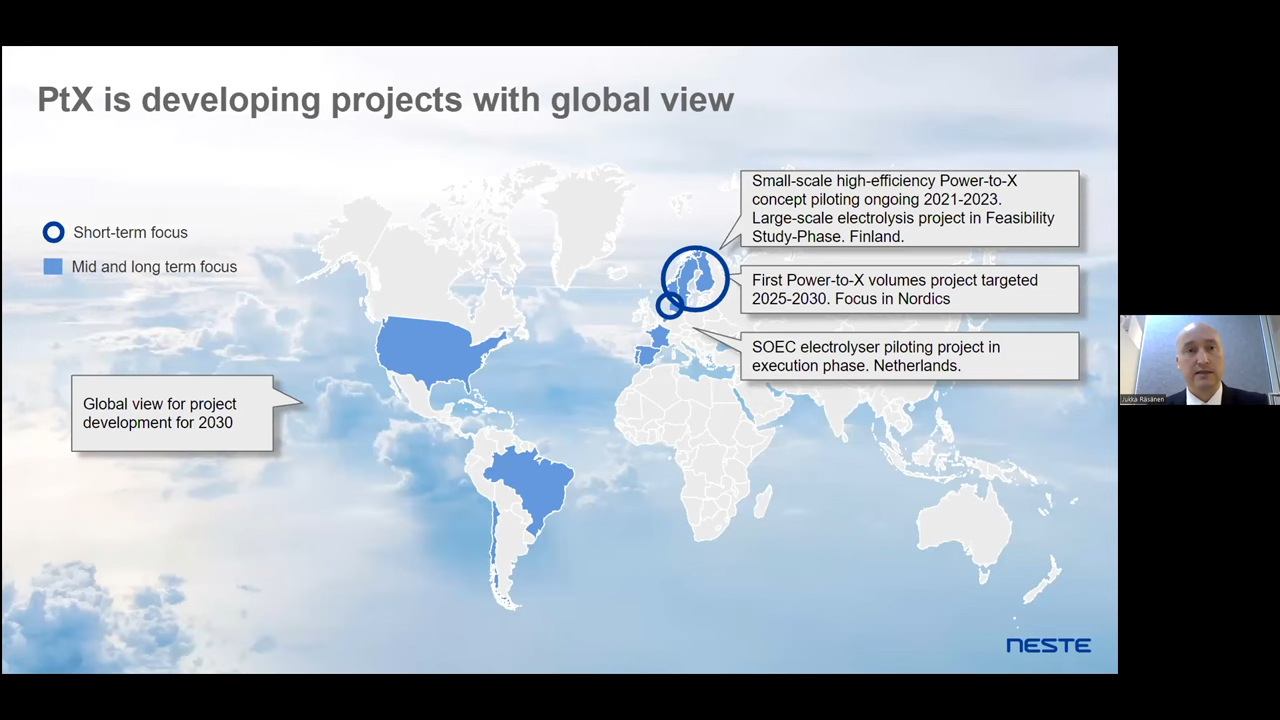 PtX is developing projects with global view
Short-term focus
Mid and long term focus
Global view for project
development for 2030
Small-scale high-efficiency Power-to-X
concept piloting ongoing 2021-2023.
Large-scale electrolysis project in Feasibility
Study-Phase. Finland.
First Power-to-X volumes project targeted
2025-2030. Focus in Nordics
SOEC electrolyser piloting project in
execution phase. Netherlands.
NESTE
Jukka Räsänen